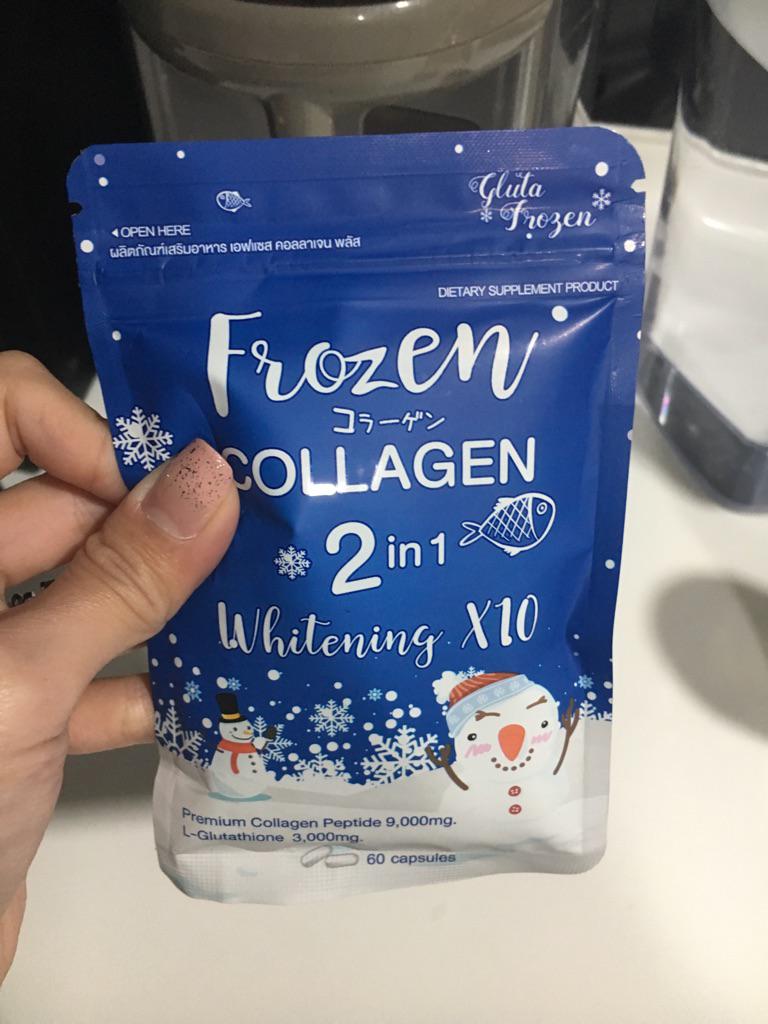 Gluta
Frozen
◀OPEN HERE
ผลิตภัณฑ์เสริมอาหาร เอฟแซส คอลลาเจน พลัส
DIETARY SUPPLEMENT PRODUCT
Frozen
コラーゲン
COLLAGEN
2 in 1
Whitening X10
Premium Collagen Peptide 9,000mg.
L-Glutathione 3,000mg.
60 capsules